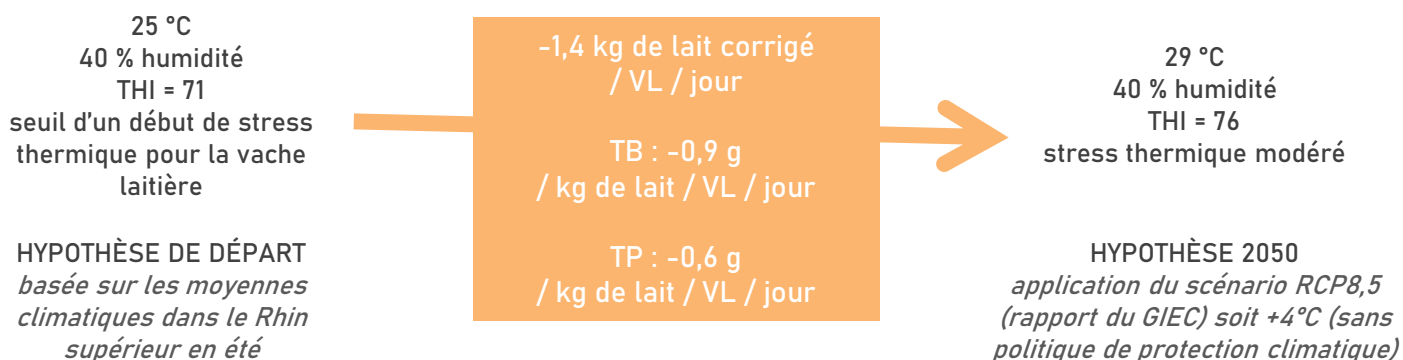 25 °C
40 % humidité
THI = 71
seuil d'un début de stress
thermique pour la vache
laitière
HYPOTHÈSE DE DÉPART
basée sur les moyennes
climatiques dans le Rhin
supérieur en été
-1,4 kg de lait corrigé
/ VL / jour
TB : -0,9 g
/ kg de lait / VL / jour
TP : -0,6 g
/ kg de lait / VL / jour
29 °C
40 % humidité
THI = 76
stress thermique modéré
HYPOTHÈSE 2050
application du scénario RCP8,5
(rapport du GIEC) soit +4°C (sans
politique de protection climatique)